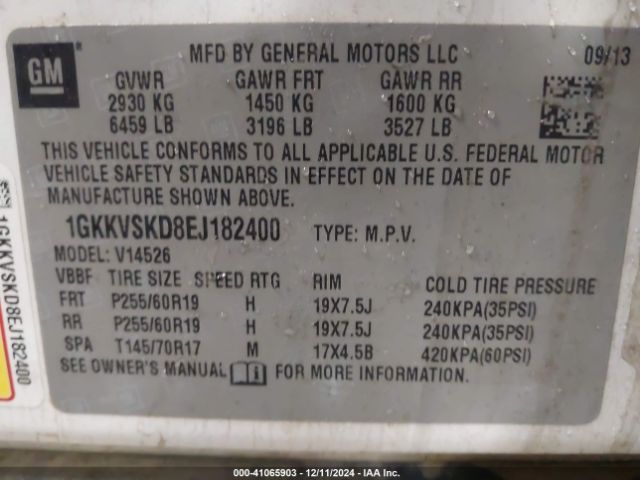 GM
MFD BY GENERAL MOTORS LLC
09/13
GVWR GAWR FRT GAWR RR
2930 KG 1450 KG 1600 KG
6459 LB 3196 LB 3527 LB
THIS VEHICLE CONFORMS TO ALL APPLICABLE U.S. FEDERAL MOTOR
VEHICLE SAFETY STANDARDS IN EFFECT ON THE DATE OF
MANUFACTURE SHOWN ABOVE.
1GKKVSKD8EJ182400 TYPE: M.P.V.
MODEL: V14526
VBBF TIRE SIZE SPEED RTG RIM COLD TIRE PRESSURE
FRT P255/60R19 H 19X7.5J 240KPA(35PSI)
RR P255/60R19 H 19X7.5J 240KPA(35PSI)
SPA T145/70R17 M 17X4.5B 420KPA(60PSI)
SEE OWNER'S MANUAL FOR MORE INFORMATION.
1GKKVSKD8EJ182400
000-41065903 - 12/11/2024 - IAA Inc.